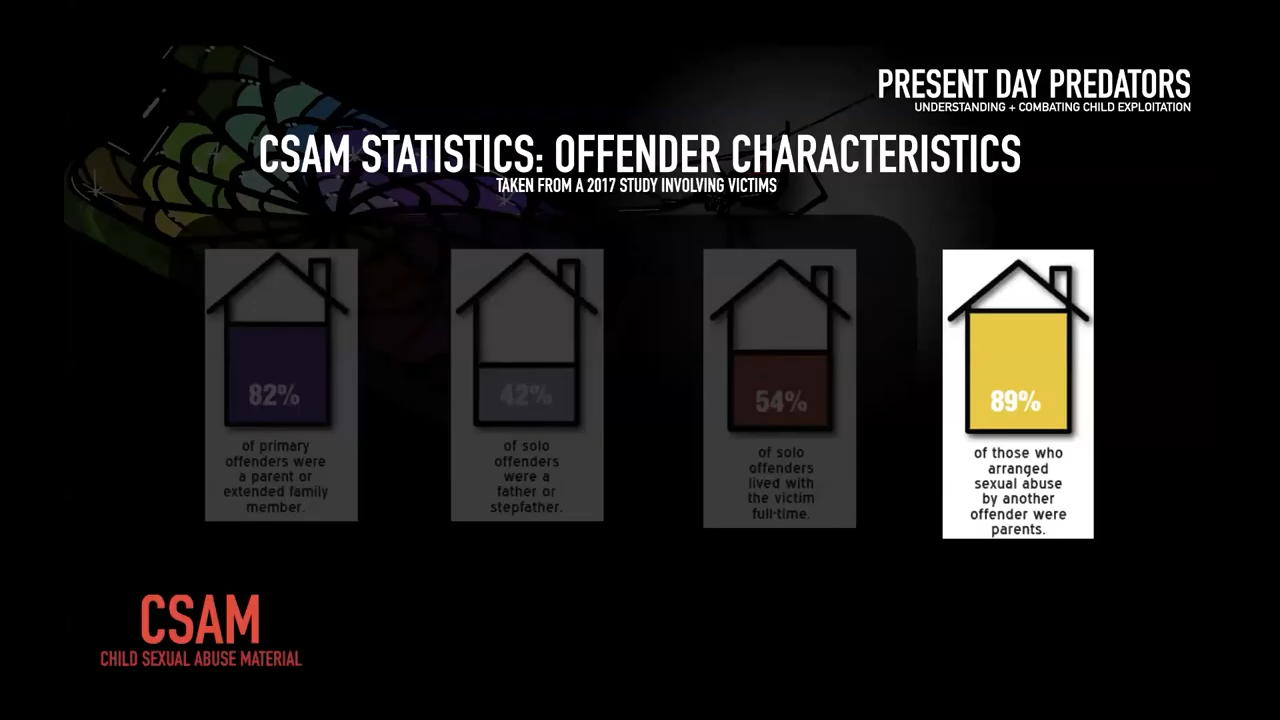 PRESENT DAY PREDATORS
UNDERSTANDING + COMBATING CHILD EXPLOITATION
CSAM STATISTICS: OFFENDER CHARACTERISTICS
TAKEN FROM A 2017 STUDY INVOLVING VICTIMS
82%
of primary
offenders were
a parent or
extended family
member.
42%
of solo
offenders
were a
father or
stepfather.
54%
of solo
offenders
lived with
the victim
full-time.
89%
of those who
arranged
sexual abuse
by another
offender were
parents.
CSAM
CHILD SEXUAL ABUSE MATERIAL